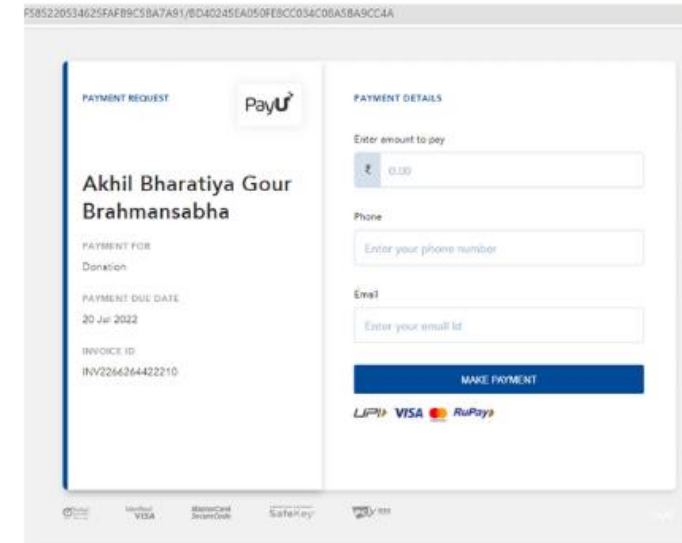 F585220534625FAFB9C5BA7A91/BD40245EA050FE8CC034C08A5BA9CC4A
PAYMENT REQUEST
PayU
Akhil Bharatiya Gour
Brahmansabha
PAYMENT FOR
Donation
PAYMENT DUE DATE
2022
INVOICE ID
INV2266264422210
PAYMENT DETAILS
Enter amount to pay
₹ 0.00
Phone
Enter your phone number
Email
Enter your email Id
MAKE PAYMENT
UPI VISA RuPay
VISA MasterCard SecureCode SafeKey